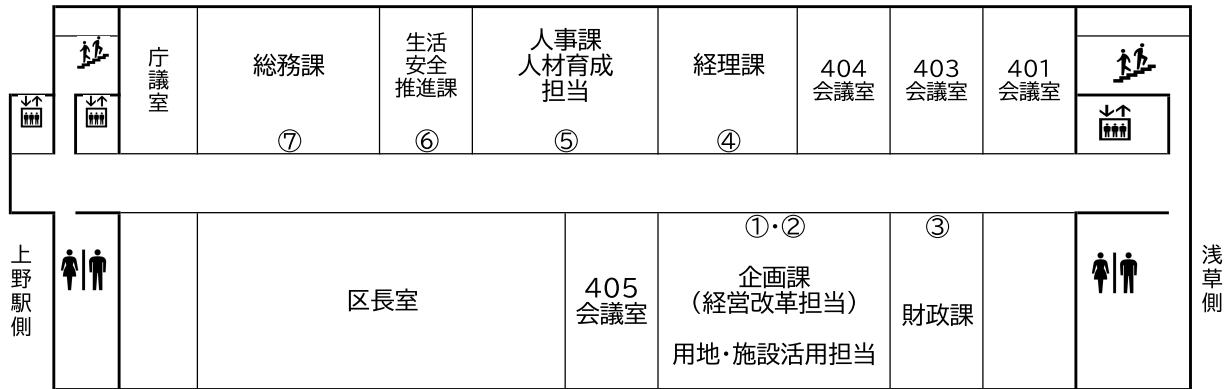 庁議室
総務課
⑦
生活
安全
推進課
⑥
人事課
人材育成
担当
⑤
経理課
④
404
会議室
403
会議室
401
会議室
上野駅側
区長室
405
会議室
①・②
企画課
(経営改革担当)
用地・施設活用担当
③
財政課
浅草側